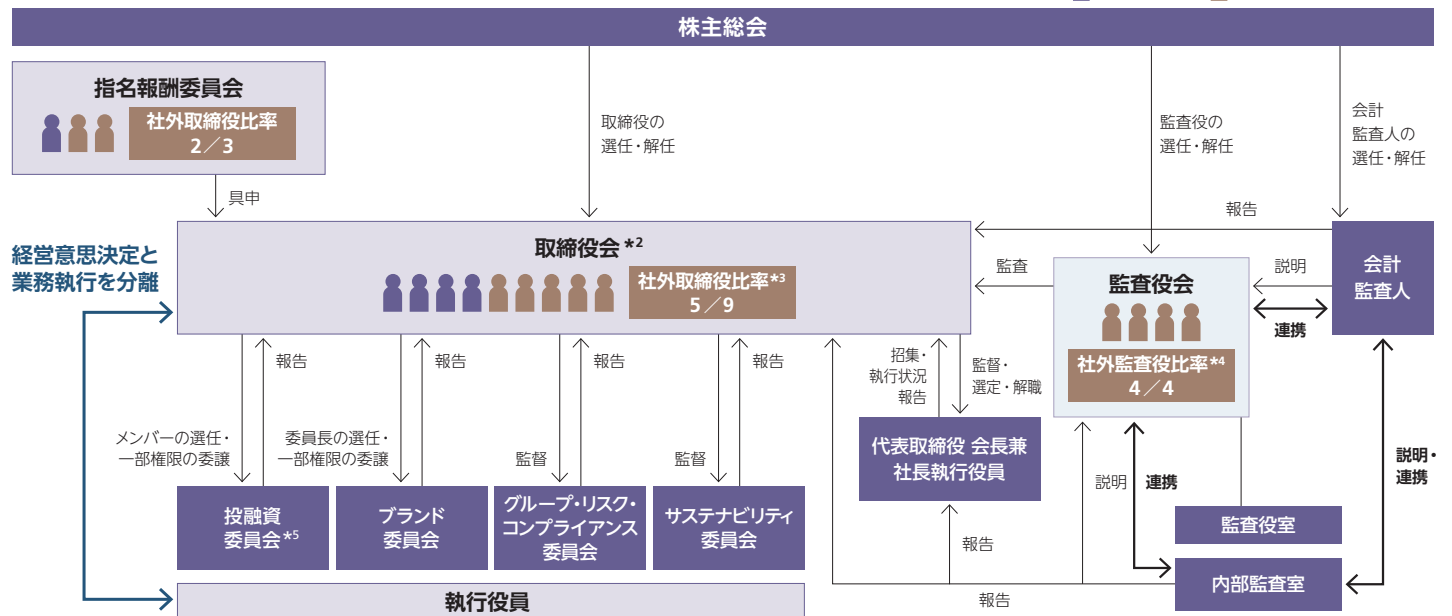 株主総会
指名報酬委員会
社外取締役比率
2／3
取締役の
選任・解任
監査役の
選任・解任
会計
監査人の
選任・解任
具申
報告
経営意思決定と
業務執行を分離
取締役会*2
社外取締役比率*3
5／9
監査
監査役会
社外監査役比率*4
4／4
説明
連携
会計
監査人
報告
報告
報告
報告
招集・
執行状況
報告
監督・
選定・解職
メンバーの選任・
一部権限の委譲
委員長の選任・
一部権限の委譲
監督
監督
代表取締役 会長兼
社長執行役員
説明
連携
説明・
連携
投融資
委員会*5
ブランド
委員会
グループ・リスク・
コンプライアンス
委員会
サステナビリティ
委員会
監査役室
報告
内部監査室
報告
執行役員